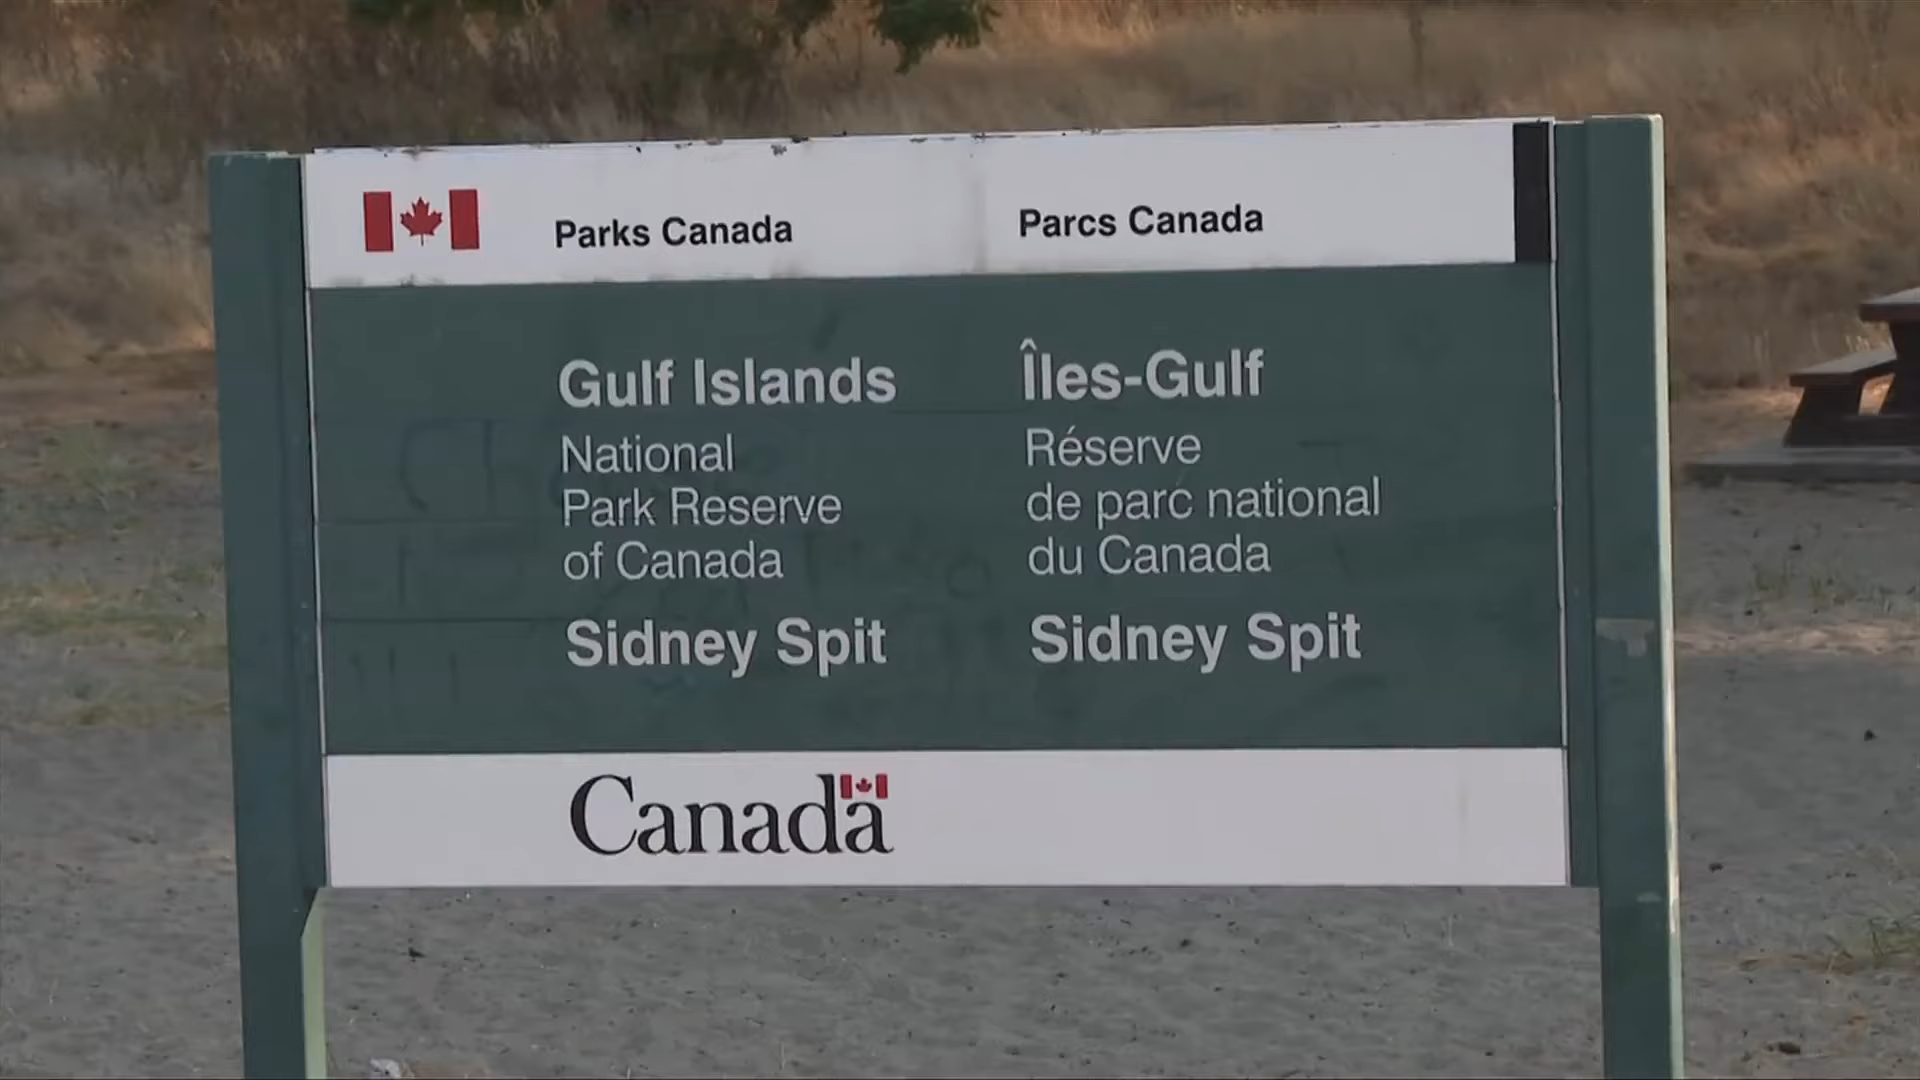 Parks Canada
Parcs Canada
Gulf Islands
National
Park Reserve
of Canada
Sidney Spit
Îles-Gulf
Réserve
de parc national
du Canada
Sidney Spit
Canada